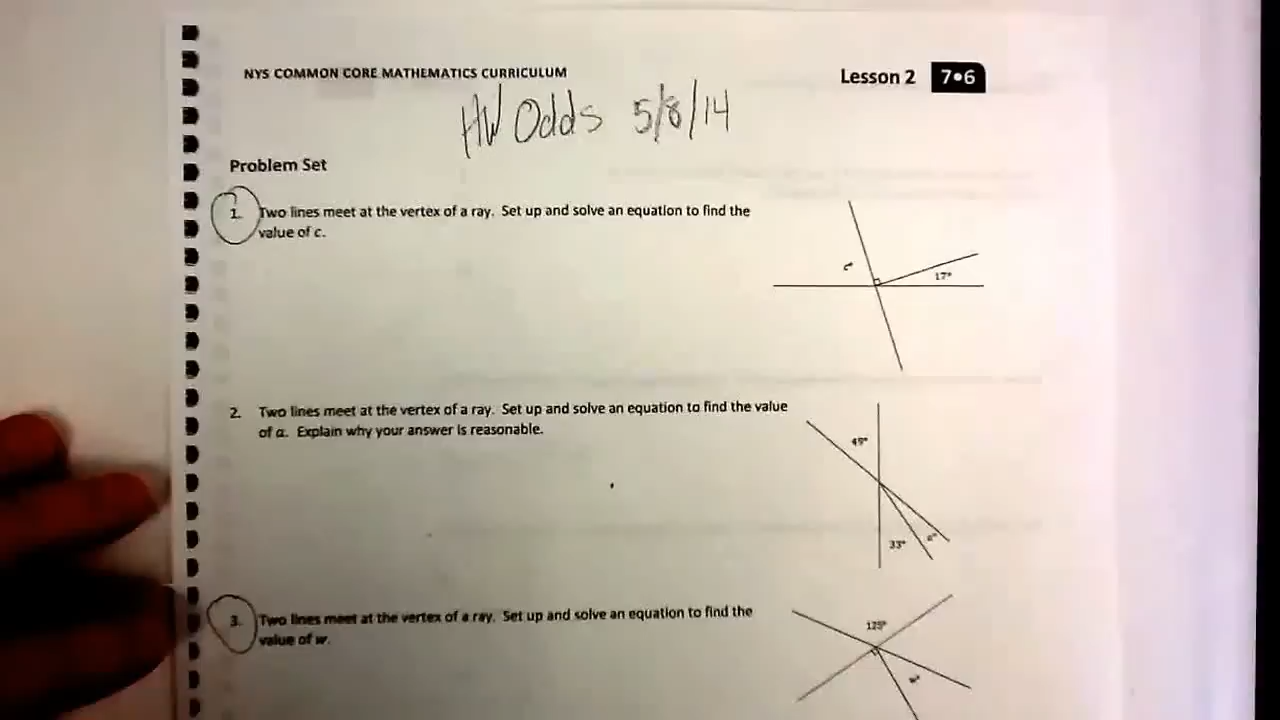 NYS COMMON CORE MATHEMATICS CURRICULUM
Lesson 2 7•6
HW Odds 5/8/14
Problem Set
1. Two lines meet at the vertex of a ray. Set up and solve an equation to find the
value of c.
c°
17°
2. Two lines meet at the vertex of a ray. Set up and solve an equation to find the value
of a. Explain why your answer is reasonable.
49°
33° a°
3. Two lines meet at the vertex of a ray. Set up and solve an equation to find the
value of w.
125°
w°